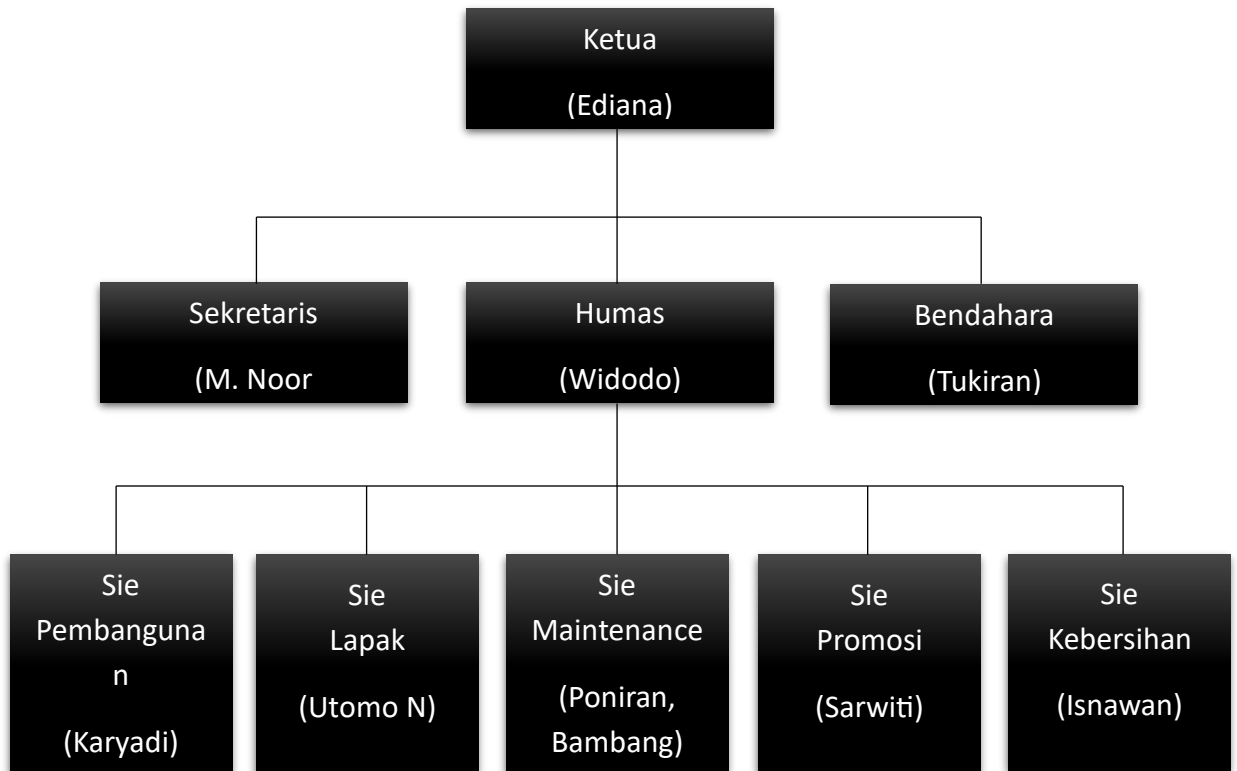 Ketua
(Ediana)
Sekretaris
(M. Noor
Humas
(Widodo)
Bendahara
(Tukiran)
Sie
Pembanguna
n
(Karyadi)
Sie
Lapak
(Utomo N)
Sie
Maintenance
(Poniran,
Bambang)
Sie
Promosi
(Sarwiti)
Sie
Kebersihan
(Isnawan)